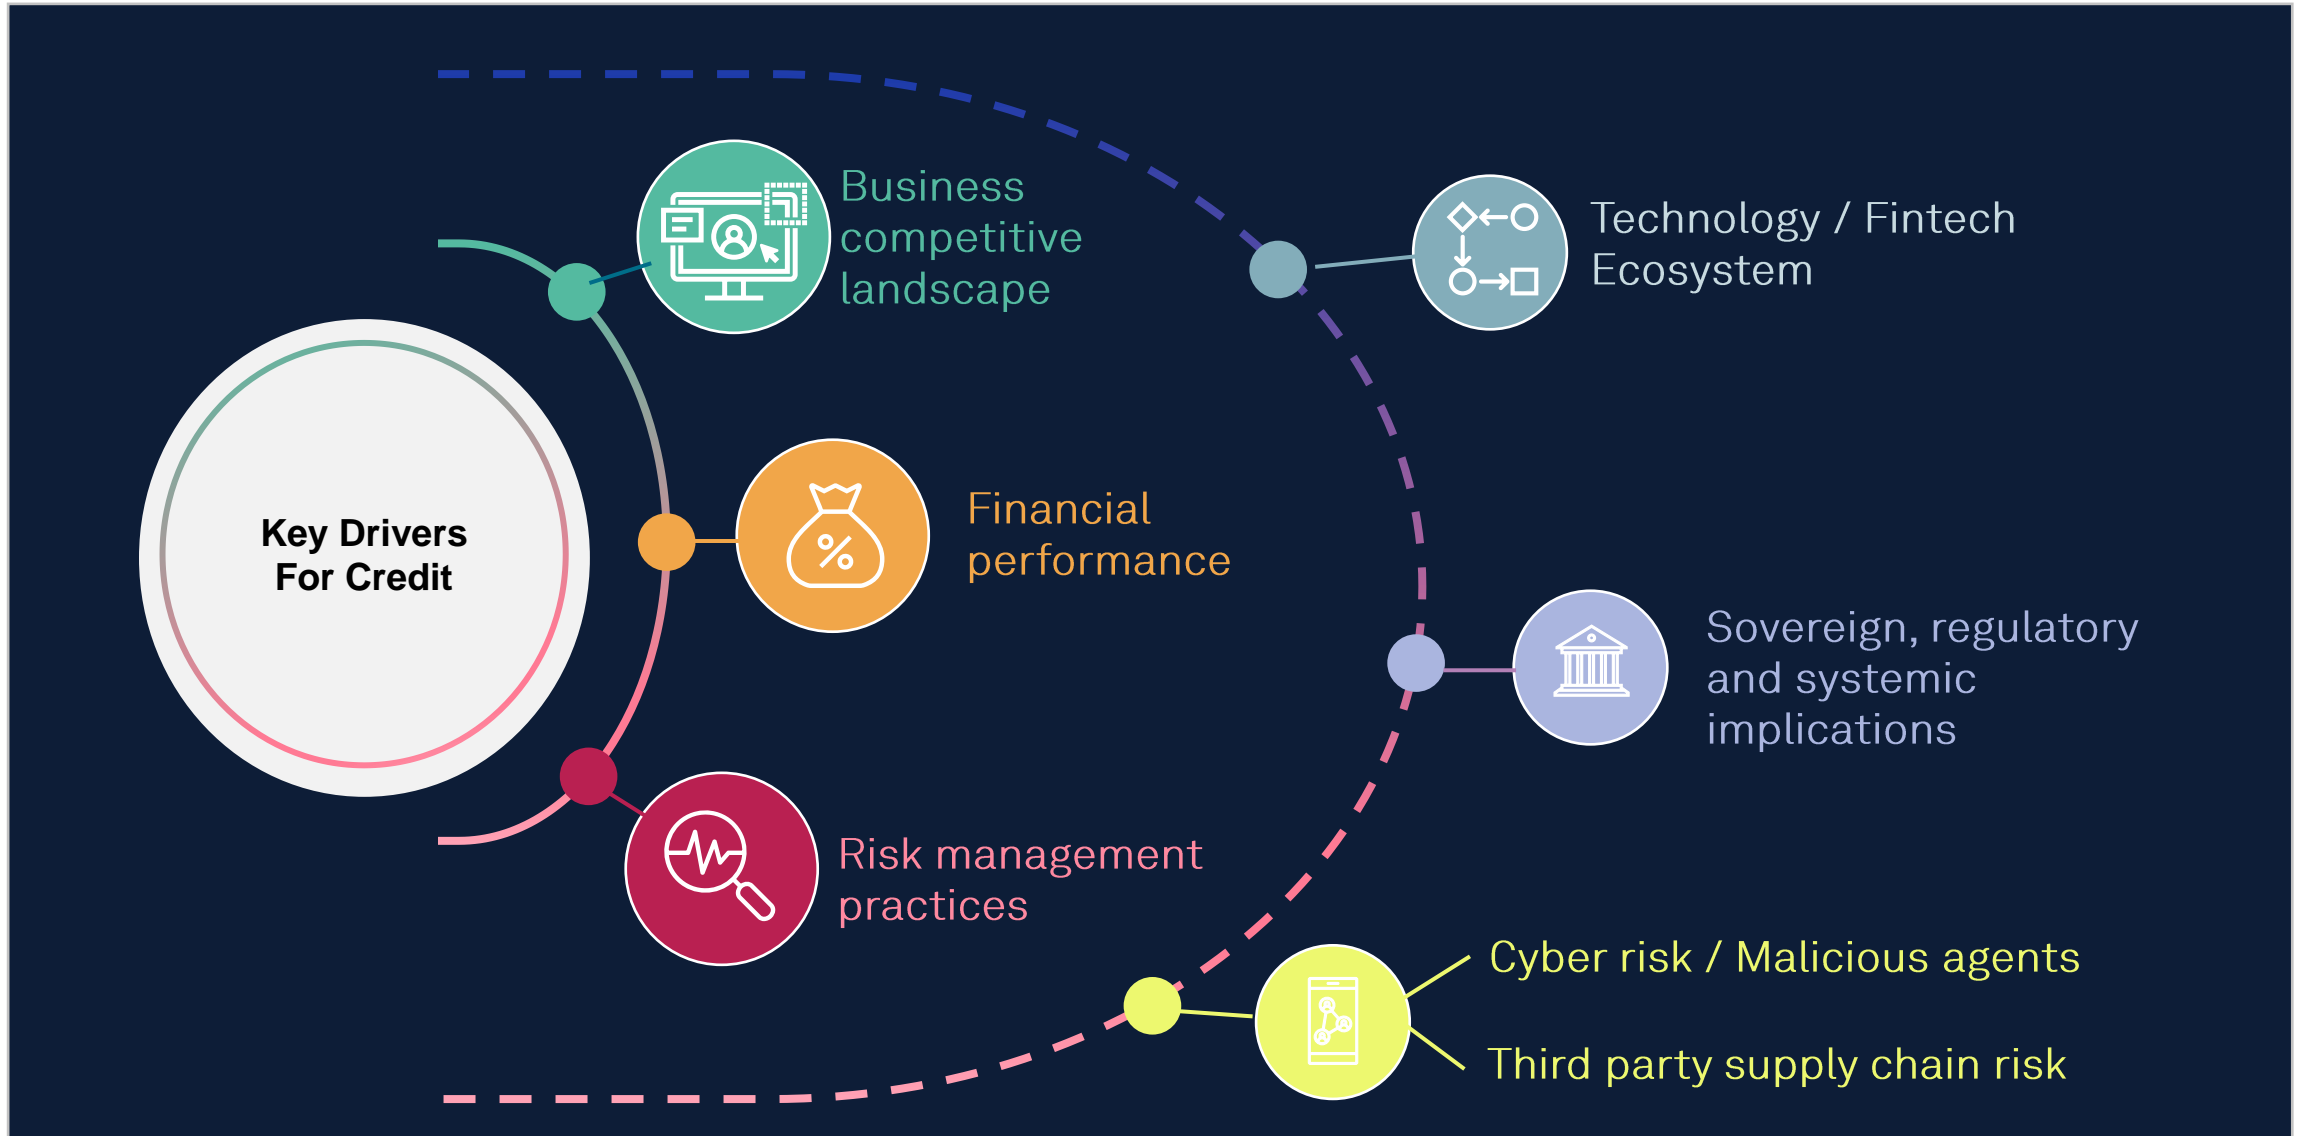 Key Drivers
For Credit
Business
competitive
landscape
Financial
performance
Risk management
practices
Technology / Fintech
Ecosystem
Sovereign, regulatory
and systemic
implications
Cyber risk / Malicious agents
Third party supply chain risk